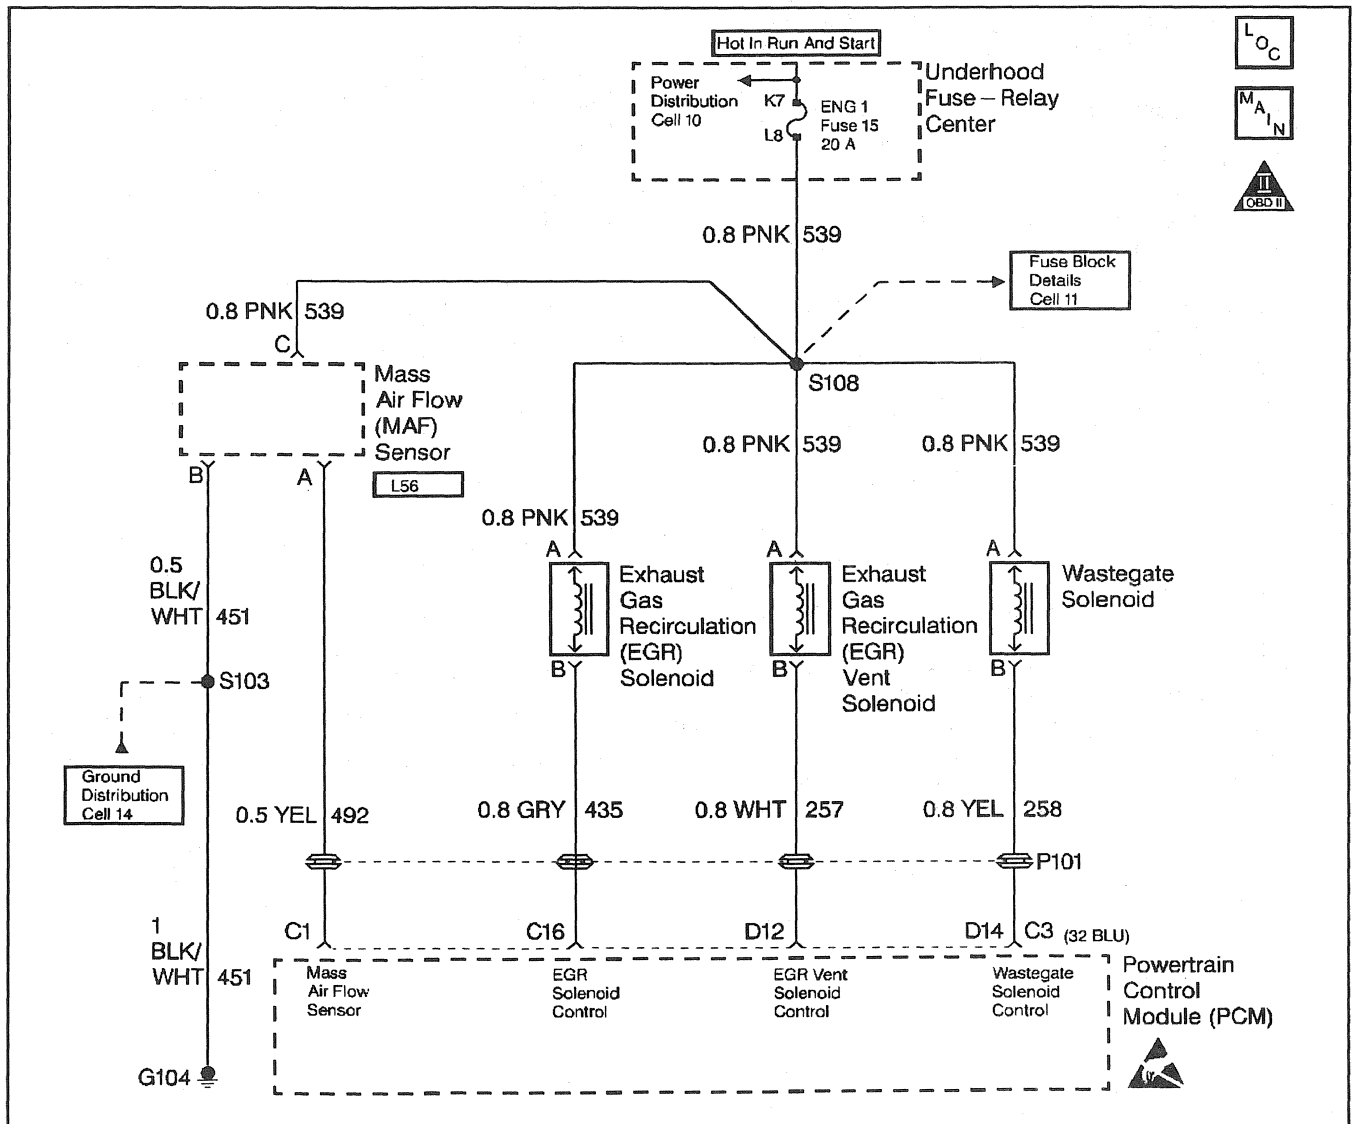 Hot In Run And Start
LOC
MAIN
II
OBD II
Underhood
Fuse – Relay
Center
Power
Distribution
Cell 10
K7
L8
ENG 1
Fuse 15
20 A
0.8 PNK 539
Fuse Block
Details
Cell 11
0.8 PNK 539
C
S108
Mass
Air Flow
(MAF)
Sensor
L56
B
A
0.8 PNK 539
0.8 PNK 539
0.8 PNK 539
A
A
A
Exhaust
Gas
Recirculation
(EGR)
Solenoid
Exhaust
Gas
Recirculation
(EGR)
Vent
Solenoid
Wastegate
Solenoid
B
B
B
0.5
BLK/
WHT 451
S103
Ground
Distribution
Cell 14
0.5 YEL 492
0.8 GRY 435
0.8 WHT 257
0.8 YEL 258
P101
1
BLK/
WHT 451
C1
C16
D12
D14
C3 (32 BLU)
Mass
Air Flow
Sensor
EGR
Solenoid
Control
EGR Vent
Solenoid
Control
Wastegate
Solenoid
Control
Powertrain
Control
Module (PCM)
G104